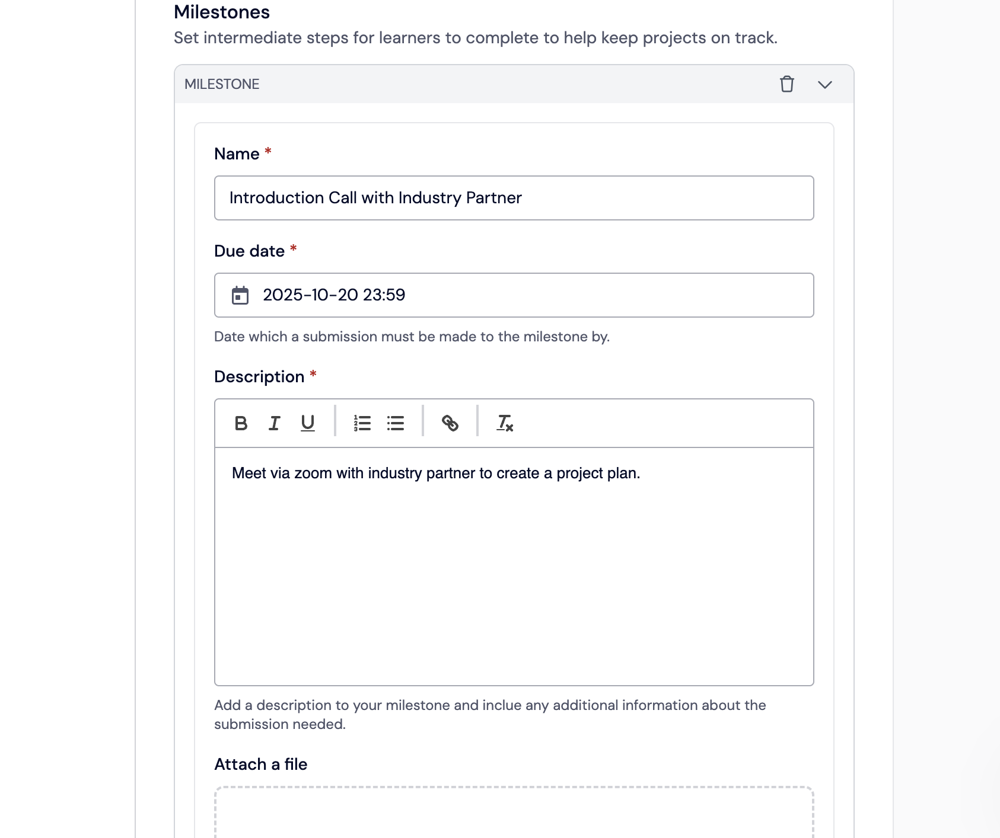 Milestones
Set intermediate steps for learners to complete to help keep projects on track.
MILESTONE
Name *
Introduction Call with Industry Partner
Due date *
2025-10-20 23:59
Date which a submission must be made to the milestone by.
Description *
Meet via zoom with industry partner to create a project plan.
Add a description to your milestone and inclue any additional information about the
submission needed.
Attach a file